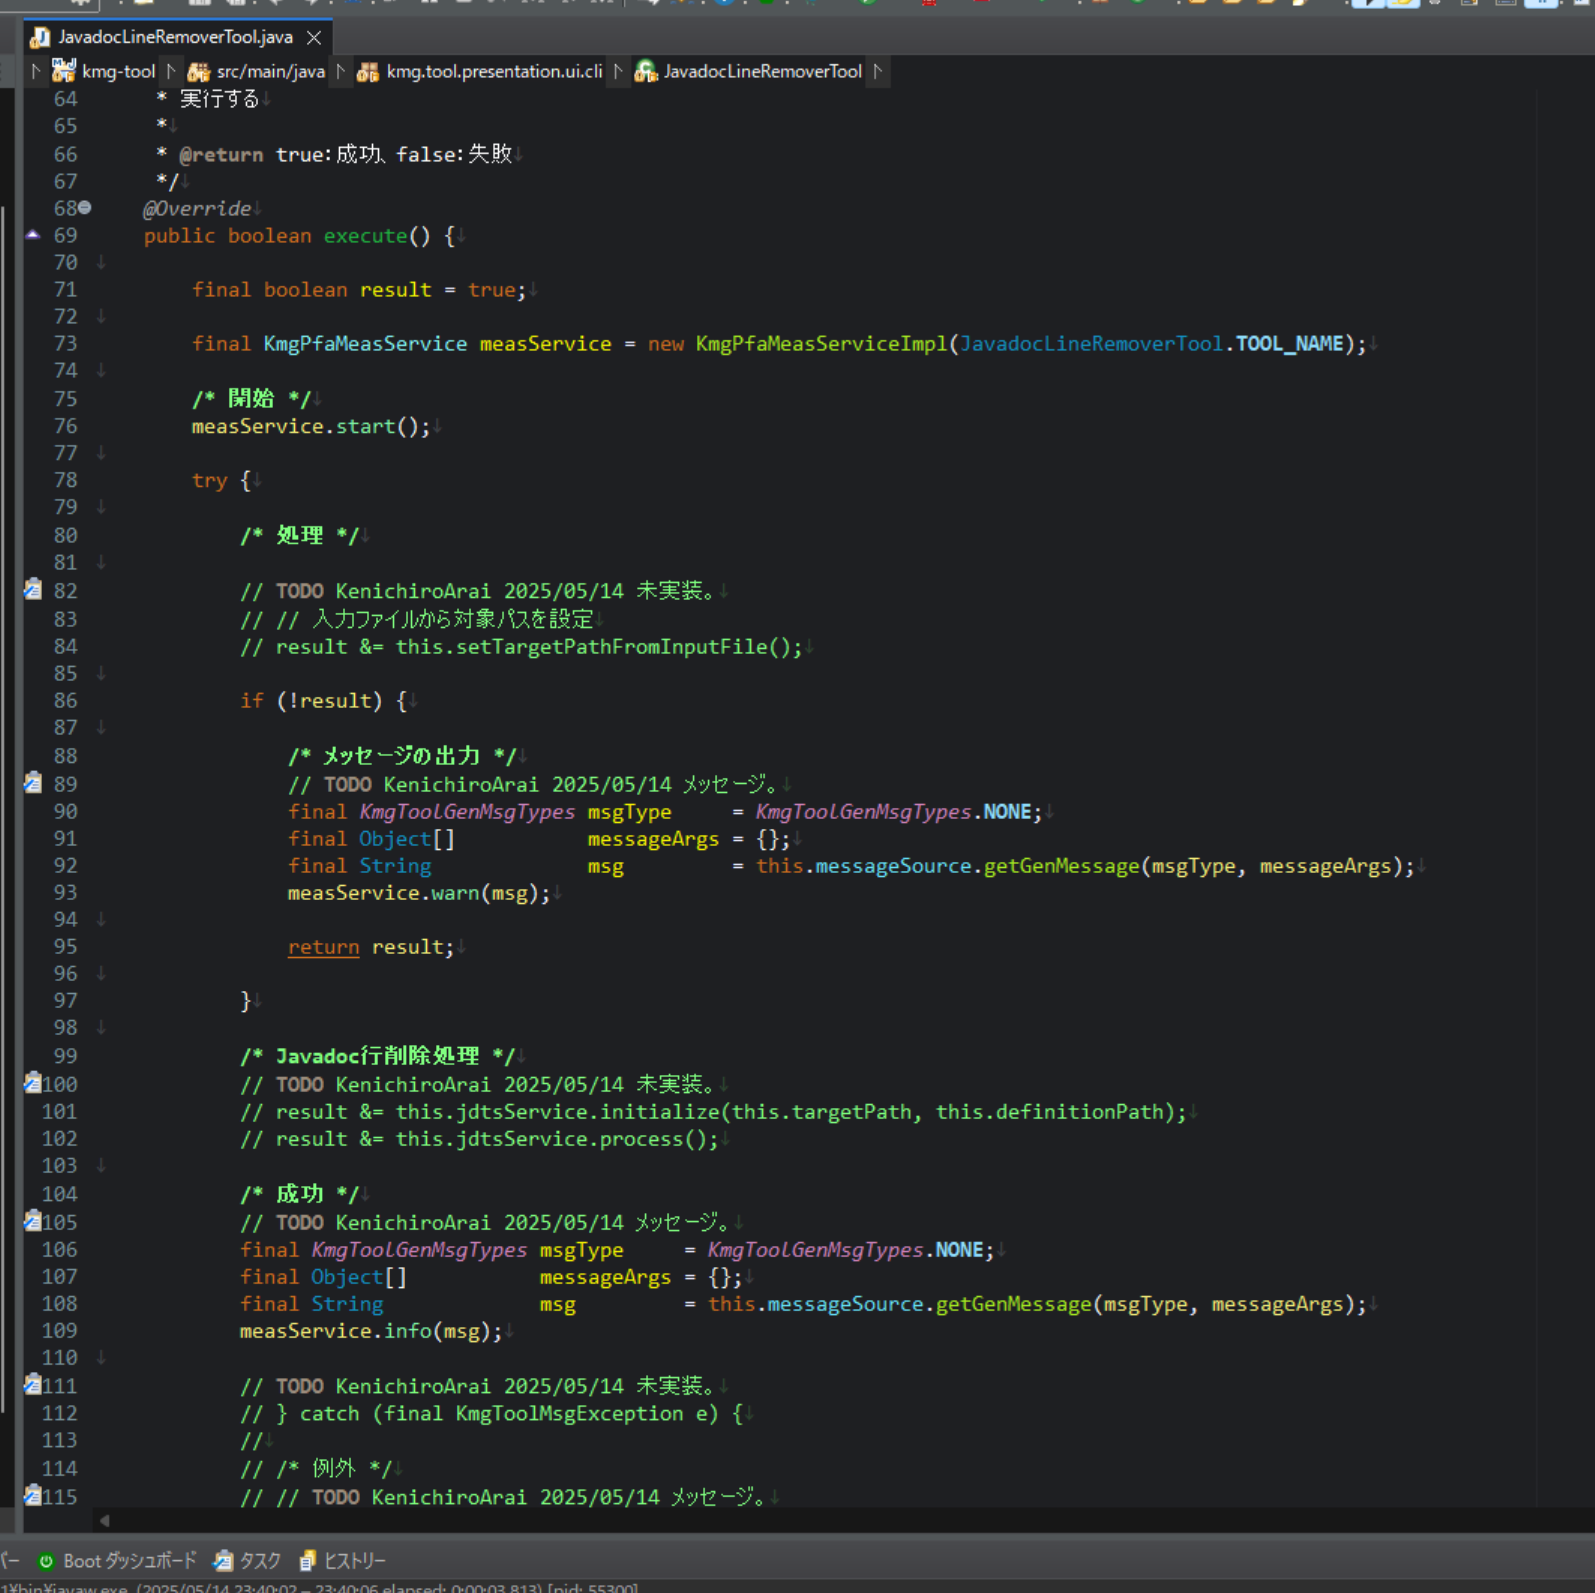 JavadocLineRemoverTool.java
kmg-tool src/main/java kmg.tool.presentation.ui.cli JavadocLineRemoverTool
64 * 実行する
65 *
66 * @return true:成功、false:失敗
67 */
68 @Override
69 public boolean execute() {
70
71 final boolean result = true;
72
73 final KmgPfaMeasService measService = new KmgPfaMeasServiceImpl(JavadocLineRemoverTool.TOOL_NAME);
74
75 /* 開始 */
76 measService.start();
77
78 try {
79
80 /* 処理 */
81
82 // TODO KenichiroArai 2025/05/14 未実装。
83 // // 入力ファイルから対象パスを設定
84 // result &= this.setTargetPathFromInputFile();
85
86 if (!result) {
87
88 /* メッセージの出力 */
89 // TODO KenichiroArai 2025/05/14 メッセージ。
90 final KmgToolGenMsgTypes msgType = KmgToolGenMsgTypes.NONE;
91 final Object[] messageArgs = {};
92 final String msg = this.messageSource.getGenMessage(msgType, messageArgs);
93 measService.warn(msg);
94
95 return result;
96
97 }
98
99 /* Javadoc行削除処理 */
100 // TODO KenichiroArai 2025/05/14 未実装。
101 // result &= this.jdtsService.initialize(this.targetPath, this.definitionPath);
102 // result &= this.jdtsService.process();
103
104 /* 成功 */
105 // TODO KenichiroArai 2025/05/14 メッセージ。
106 final KmgToolGenMsgTypes msgType = KmgToolGenMsgTypes.NONE;
107 final Object[] messageArgs = {};
108 final String msg = this.messageSource.getGenMessage(msgType, messageArgs);
109 measService.info(msg);
110
111 // TODO KenichiroArai 2025/05/14 未実装。
112 // } catch (final KmgToolMsgException e) {
113 //
114 // /* 例外 */
115 // // TODO KenichiroArai 2025/05/14 メッセージ。
バー Boot ダッシュボード タスク ヒストリー
1¥bin¥javaw.exe (2025/05/14 23:40:02 – 23:40:06 elapsed: 0:00:03.813) [pid: 55300]